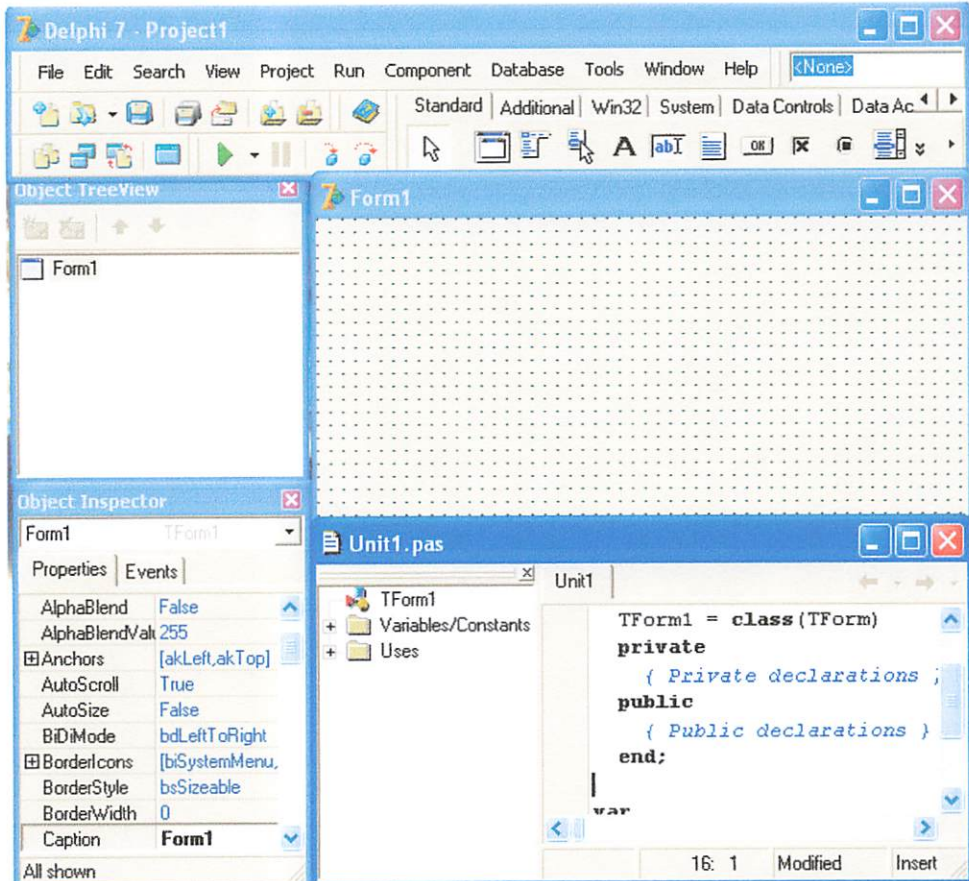 Delphi 7 - Project1
File Edit Search View Project Run Component Database Tools Window Help <None>
Standard Additional Win32 System Data Controls Data Ac
A abI OK
Object TreeView
Form1
Form1
Object Inspector
Form1 TForm1
Properties Events
AlphaBlend False
AlphaBlendValu 255
Anchors [akLeft,akTop]
AutoScroll True
AutoSize False
BiDiMode bdLeftToRight
BorderIcons [biSystemMenu,
BorderStyle bsSizeable
BorderWidth 0
Caption Form1
All shown
Unit1.pas
TForm1
Variables/Constants
Uses
Unit1
TForm1 = class(TForm)
private
{ Private declarations }
public
{ Public declarations }
end;
var
16: 1 Modified Insert